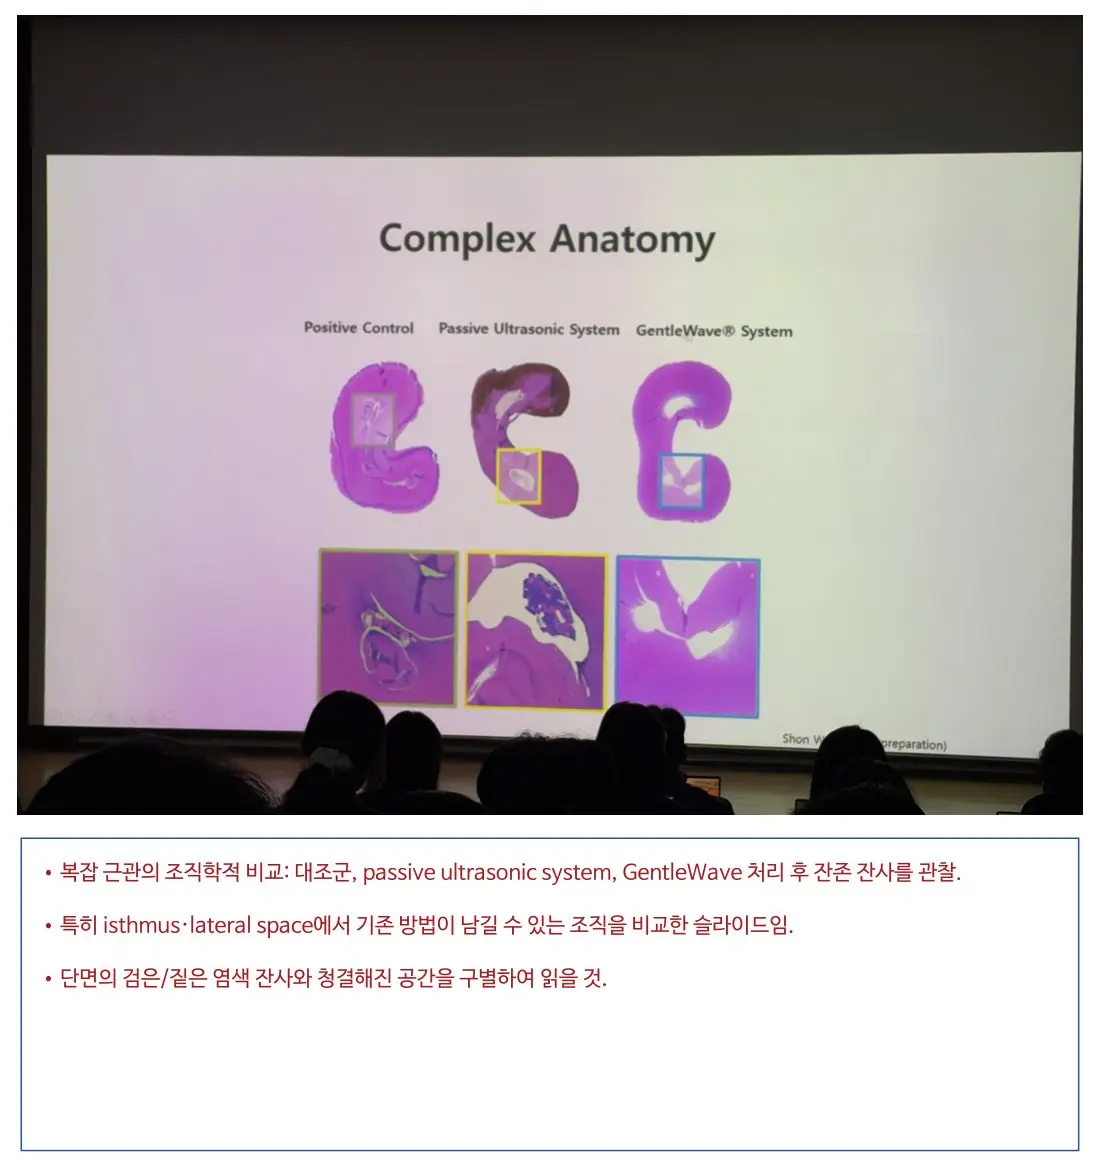 Complex Anatomy
Positive Control Passive Ultrasonic System GentleWave® System
Shon preparation)
• 복잡 근관의 조직학적 비교: 대조군, passive ultrasonic system, GentleWave 처리 후 잔존 잔사를 관찰.
• 특히 isthmus·lateral space에서 기존 방법이 남길 수 있는 조직을 비교한 슬라이드임.
• 단면의 검은/짙은 염색 잔사와 청결해진 공간을 구별하여 읽을 것.